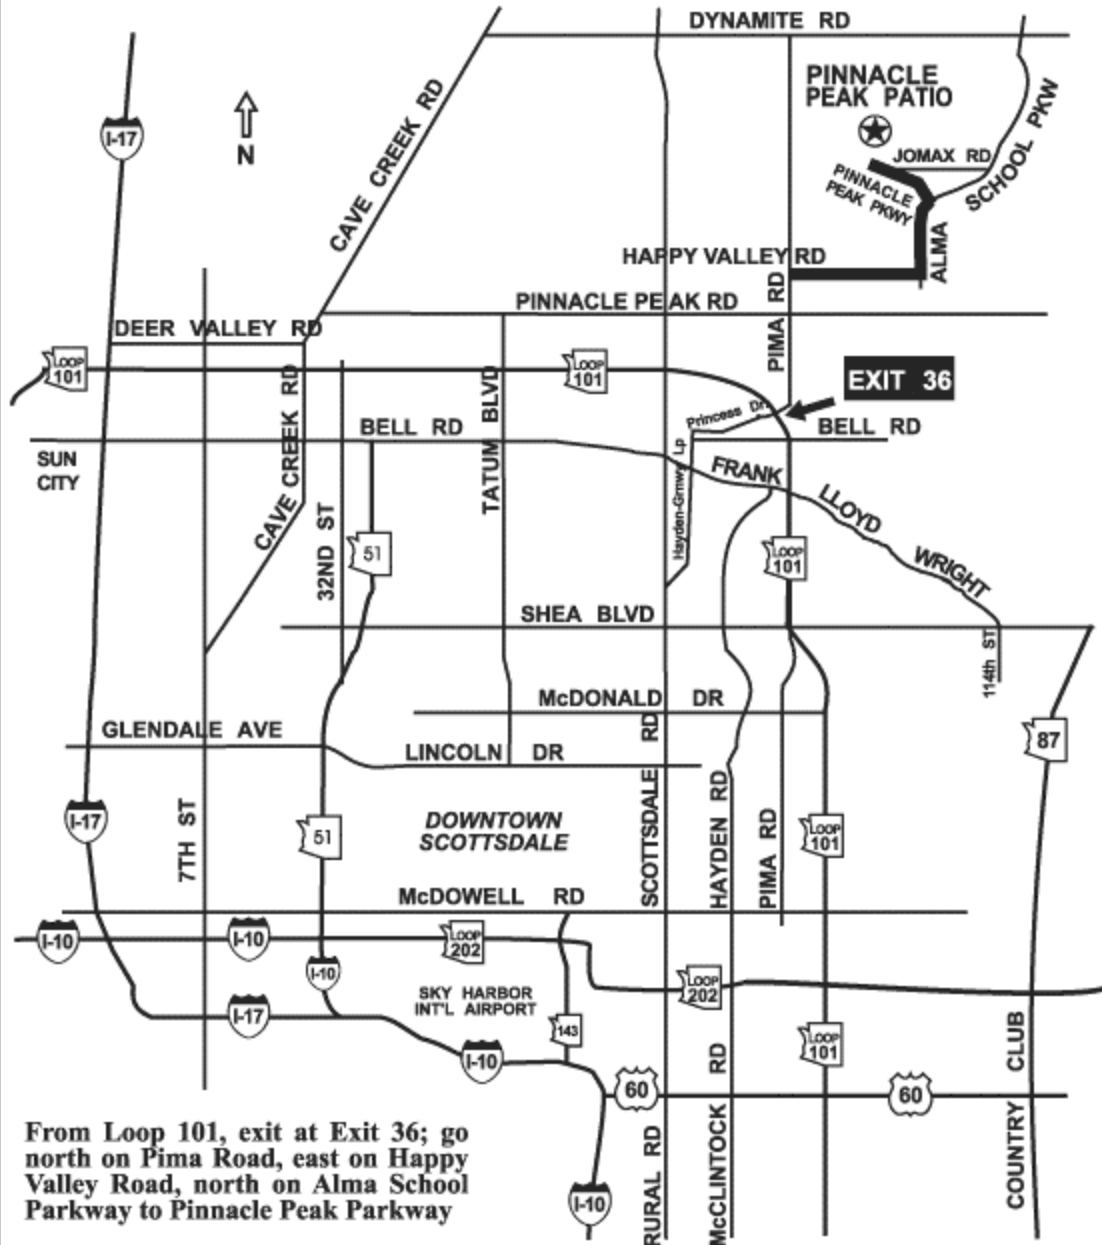 DYNAMITE RD
PINNACLE
PEAK PATIO
I-17
N
CAVE CREEK RD
JOMAX RD
SCHOOL PKW
PINNACLE
PEAK PKWY
ALMA
HAPPY VALLEY RD
PIMA RD
PINNACLE PEAK RD
DEER VALLEY RD
LOOP
101
LOOP
101
EXIT 36
Princess Dr
BELL RD
BELL RD
SUN
CITY
CAVE CREEK RD
TATUM BLVD
Hayden-Grnwy Lp
FRANK LLOYD WRIGHT
32ND ST
51
LOOP
101
SHEA BLVD
114th ST
McDONALD DR
GLENDALE AVE
LINCOLN DR
87
I-17
7TH ST
51
DOWNTOWN
SCOTTSDALE
SCOTTSDALE RD
HAYDEN RD
PIMA RD
LOOP
101
McDOWELL RD
I-10
I-10
LOOP
202
I-10
SKY HARBOR
INT'L AIRPORT
LOOP
202
I-17
143
I-10
LOOP
101
60
60
RURAL RD
McCLINTOCK RD
COUNTRY CLUB
I-10
From Loop 101, exit at Exit 36; go
north on Pima Road, east on Happy
Valley Road, north on Alma School
Parkway to Pinnacle Peak Parkway